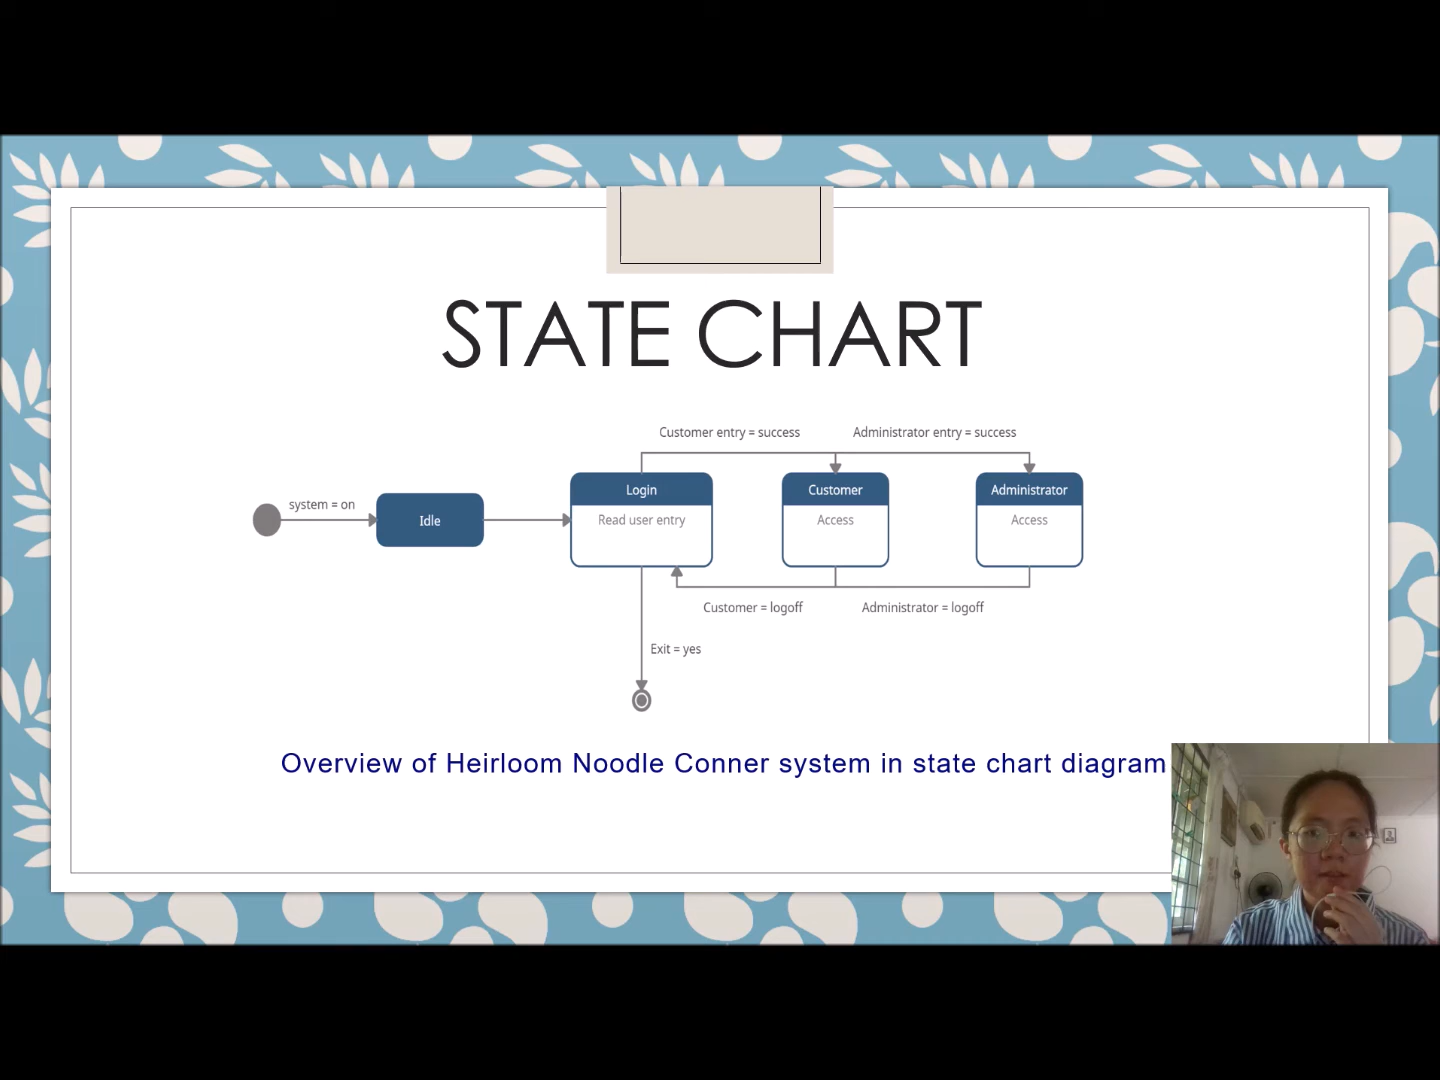 STATE CHART
Customer entry = success
Administrator entry = success
system = on
Idle
Login
Read user entry
Customer
Access
Administrator
Access
Customer = logoff
Administrator = logoff
Exit = yes
Overview of Heirloom Noodle Conner system in state chart diagram